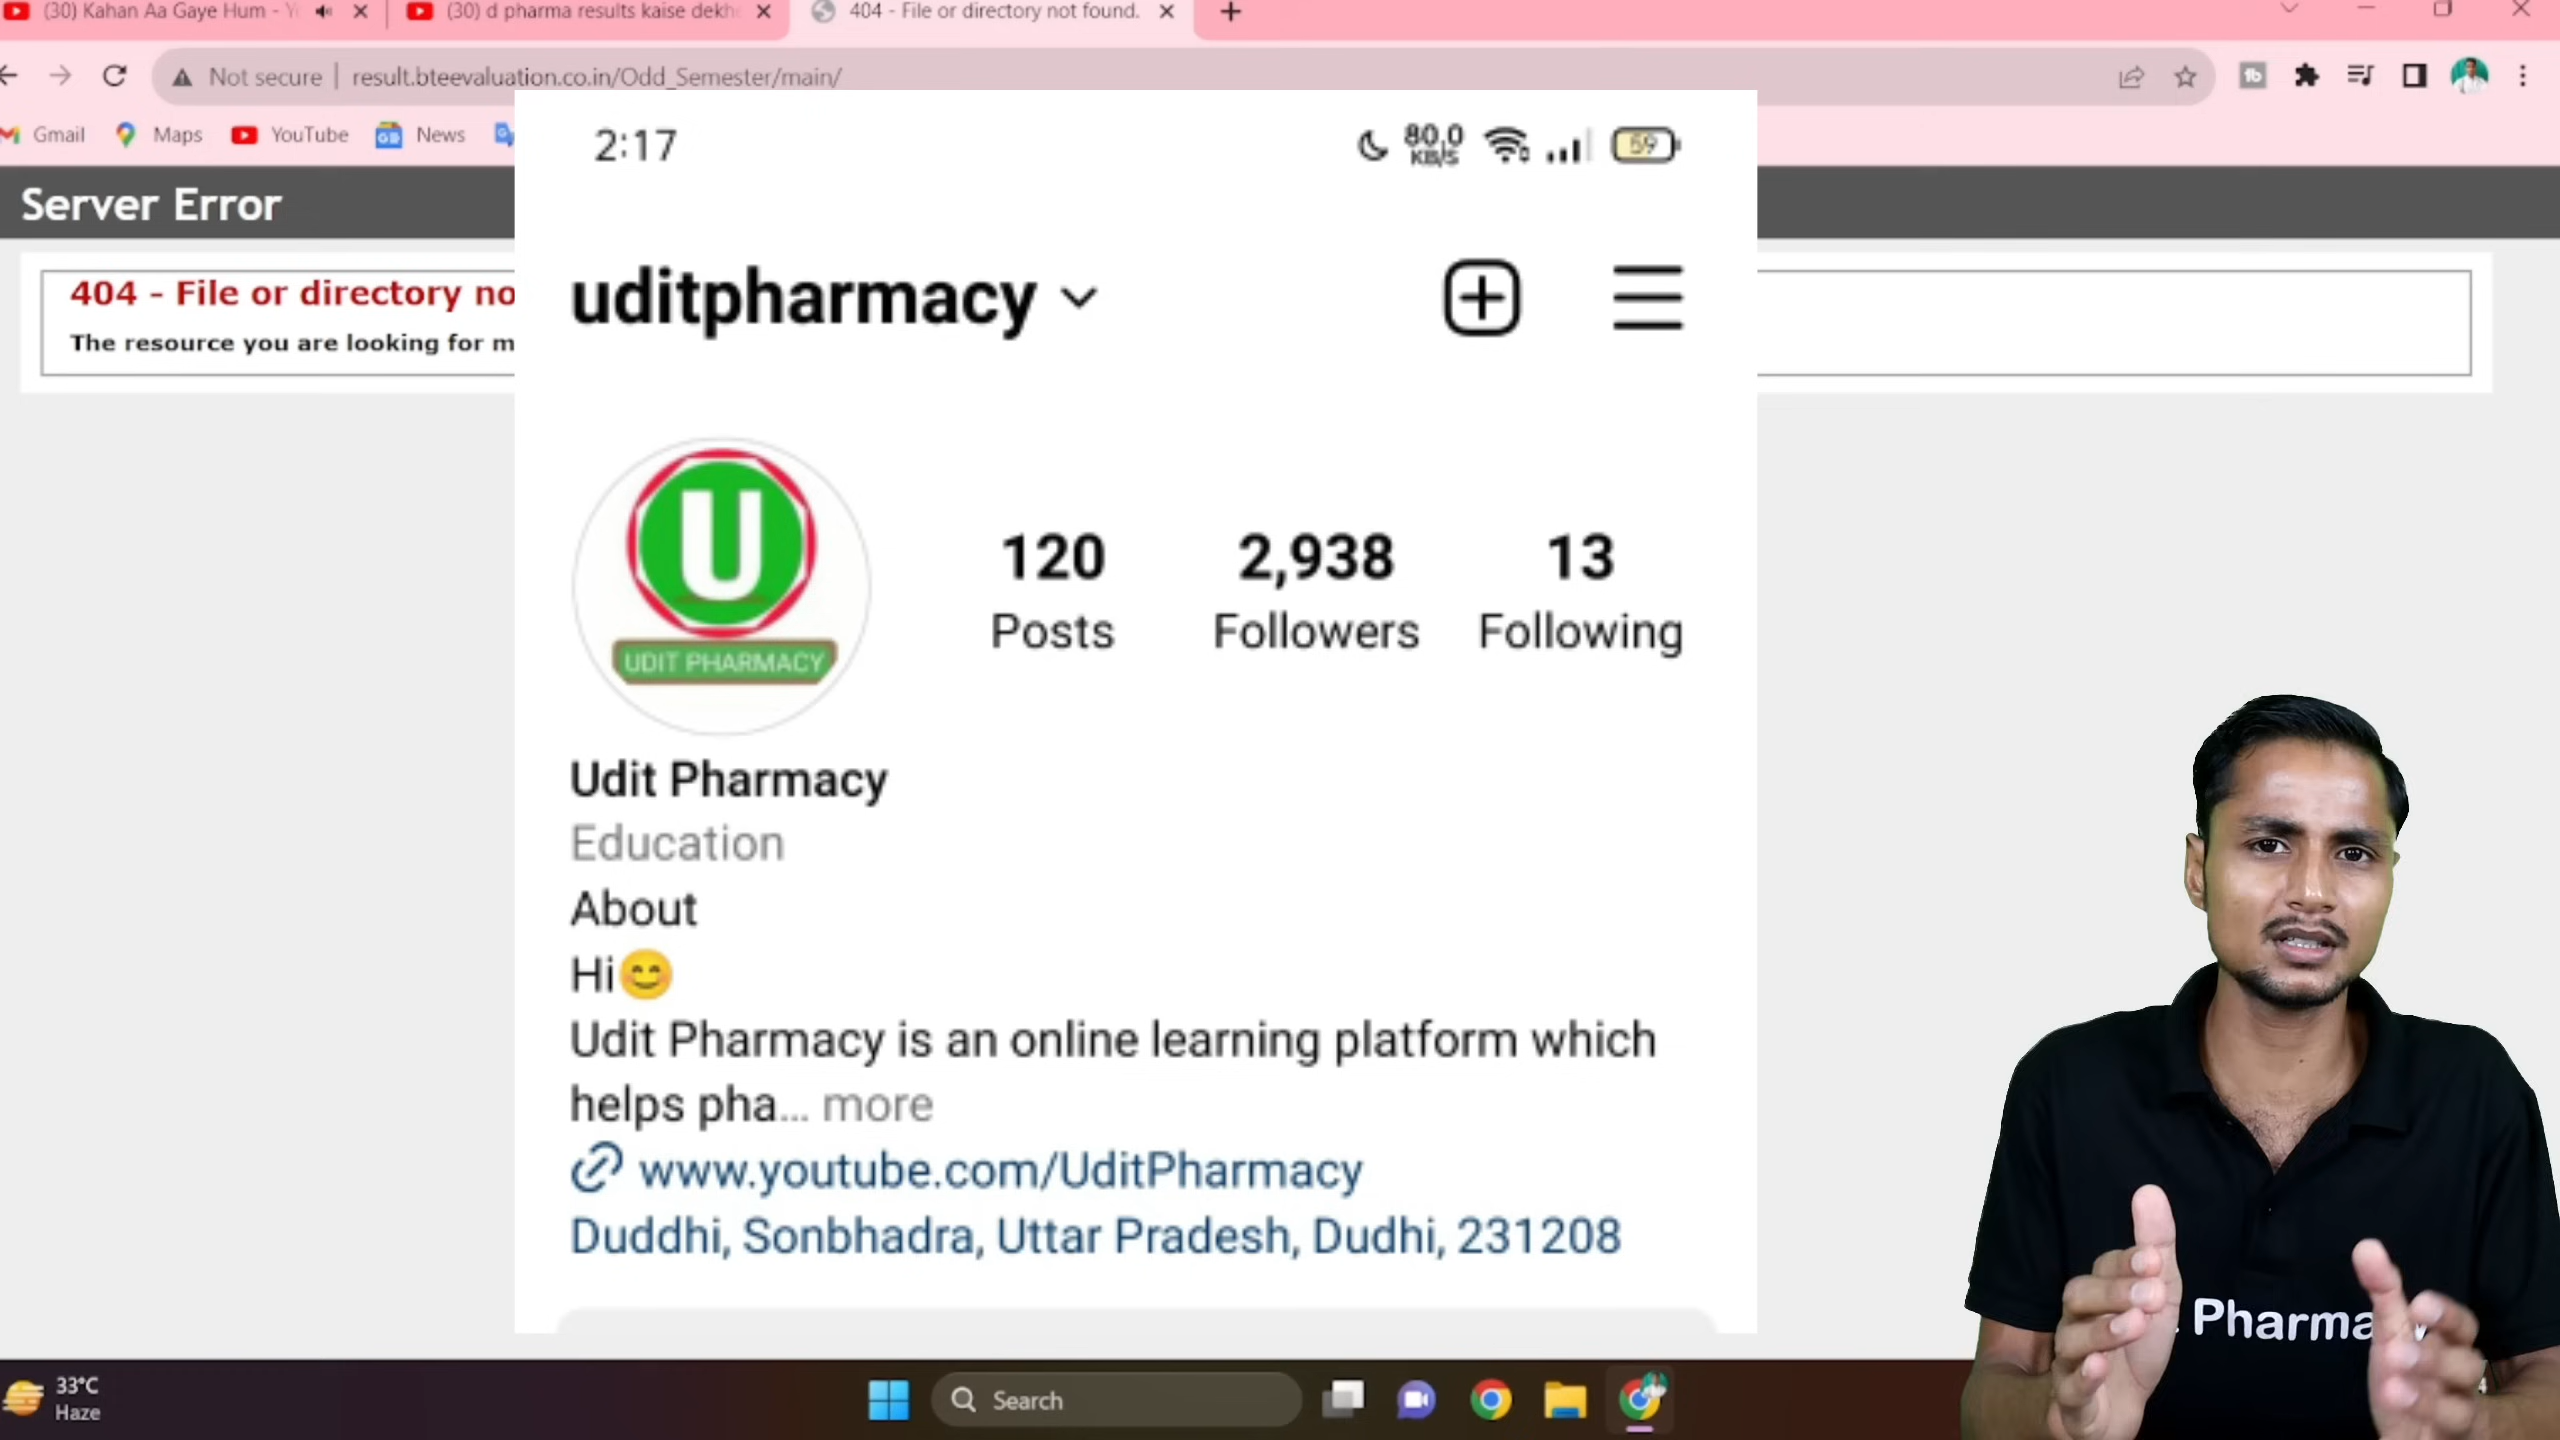 (30) Kahan Aa Gaye Hum - Y
(30) d pharma results kaise dekh
404 - File or directory not found.
Not secure
result.bteevaluation.co.in/Odd_Semester/main/
Gmail
Maps
YouTube
News
Server Error
404 - File or directory no
The resource you are looking for m
2:17
80.0
KB/S
59
uditpharmacy
U
UDIT PHARMACY
120
Posts
2,938
Followers
13
Following
Udit Pharmacy
Education
About
Hi😊
Udit Pharmacy is an online learning platform which
helps pha... more
www.youtube.com/UditPharmacy
Duddhi, Sonbhadra, Uttar Pradesh, Dudhi, 231208
Pharma
33°C
Haze
Search